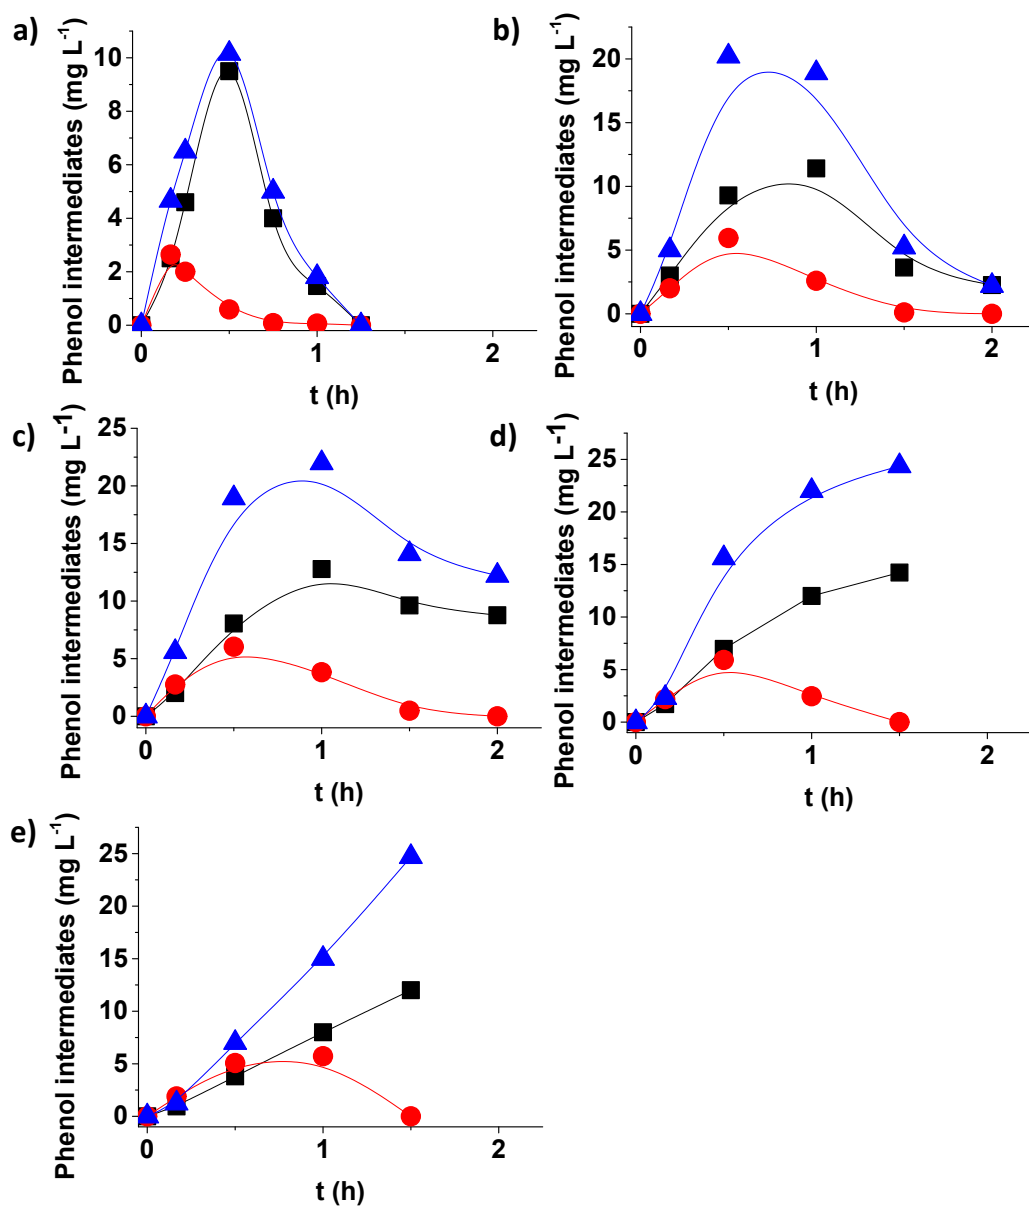 a)
Phenol intermediates (mg L⁻¹)
10
8
6
4
2
0
0 1 2
t (h)
b)
Phenol intermediates (mg L⁻¹)
20
15
10
5
0
0 1 2
t (h)
c)
Phenol intermediates (mg L⁻¹)
25
20
15
10
5
0
0 1 2
t (h)
d)
Phenol intermediates (mg L⁻¹)
25
20
15
10
5
0
0 1 2
t (h)
e)
Phenol intermediates (mg L⁻¹)
25
20
15
10
5
0
0 1 2
t (h)